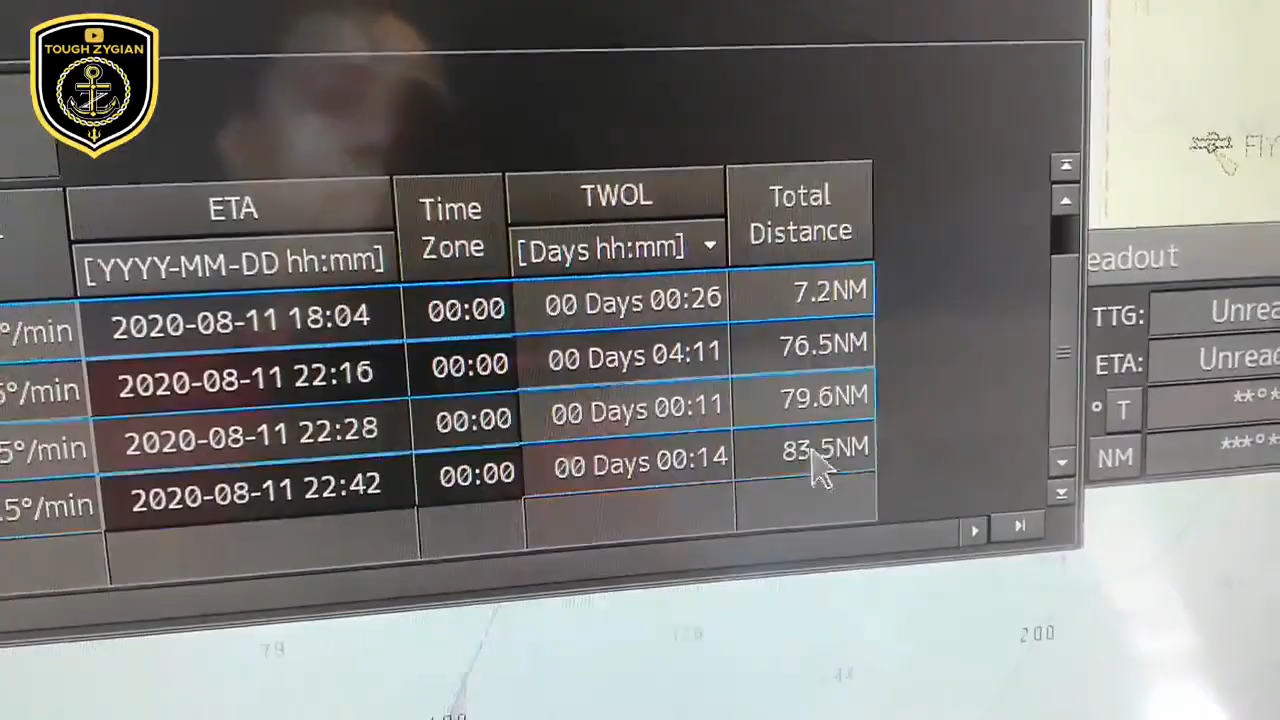 TOUGH ZYGIAN
ETA
Time
Zone
TWOL
Total
Distance
[YYYY-MM-DD hh:mm]
[Days hh:mm]
°/min 2020-08-11 18:04 00:00 00 Days 00:26 7.2NM
5°/min 2020-08-11 22:16 00:00 00 Days 04:11 76.5NM
5°/min 2020-08-11 22:28 00:00 00 Days 00:11 79.6NM
.5°/min 2020-08-11 22:42 00:00 00 Days 00:14 83.5NM
eadout
TTG: Unrea
ETA: Unread
° T **°*
NM ***°*
79
200